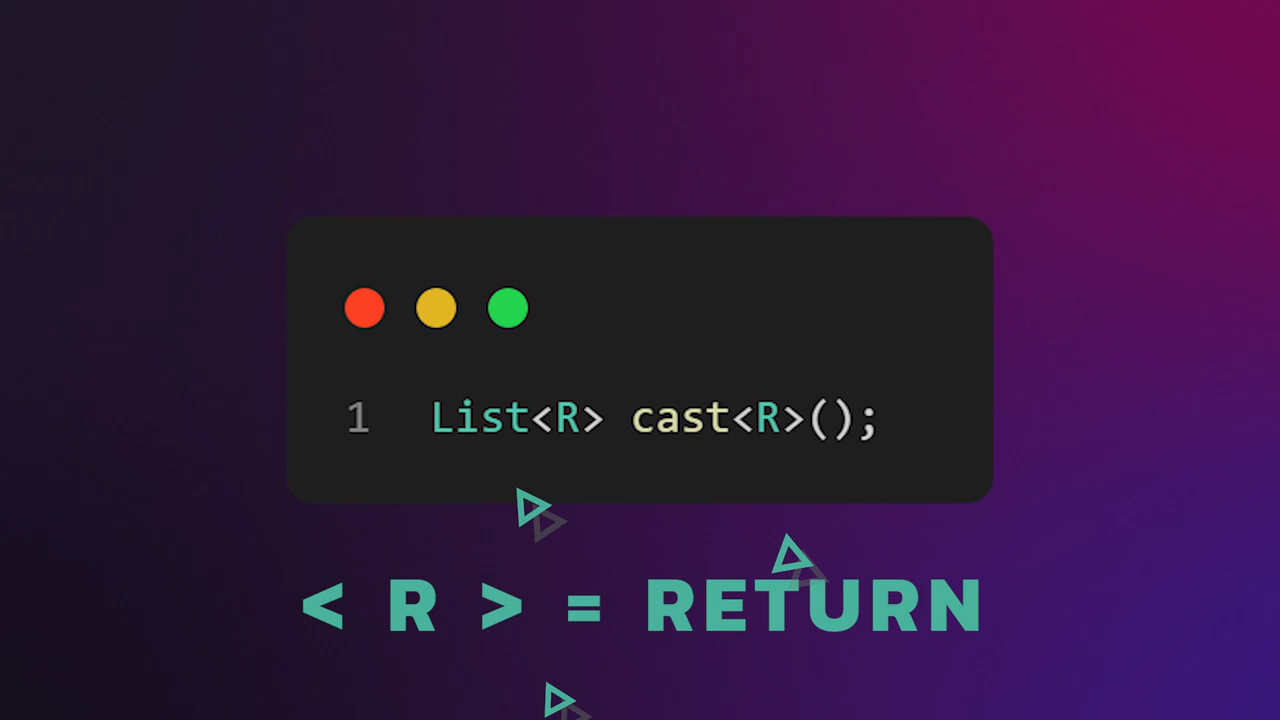 1 List<R> cast<R>();
< R > = RETURN